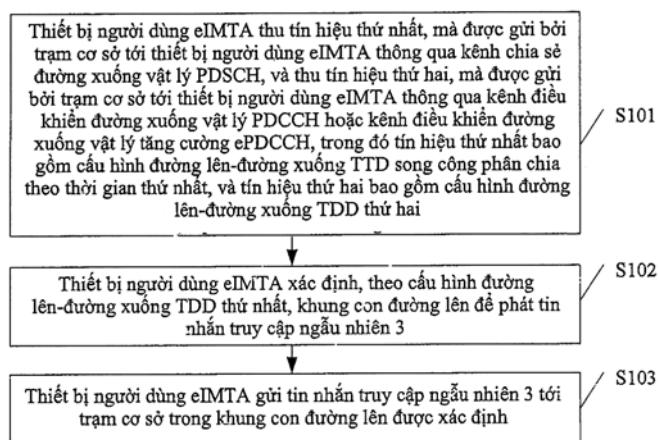 Thiết bị người dùng eIMTA thu tín hiệu thứ nhất, mà được gửi bởi
trạm cơ sở tới thiết bị người dùng eIMTA thông qua kênh chia sẻ
đường xuống vật lý PDSCH, và thu tín hiệu thứ hai, mà được gửi
bởi trạm cơ sở tới thiết bị người dùng eIMTA thông qua kênh điều
khiển đường xuống vật lý PDCCH hoặc kênh điều khiển đường
xuống vật lý tăng cường ePDCCH, trong đó tín hiệu thứ nhất bao
gồm cấu hình đường lên-đường xuống TTD song công phân chia
theo thời gian thứ nhất, và tín hiệu thứ hai bao gồm cấu hình đường
lên-đường xuống TDD thứ hai
S101
Thiết bị người dùng eIMTA xác định, theo cấu hình đường
lên-đường xuống TDD thứ nhất, khung con đường lên để phát tin
nhắn truy cập ngẫu nhiên 3
S102
Thiết bị người dùng eIMTA gửi tin nhắn truy cập ngẫu nhiên 3 tới
trạm cơ sở trong khung con đường lên được xác định
S103